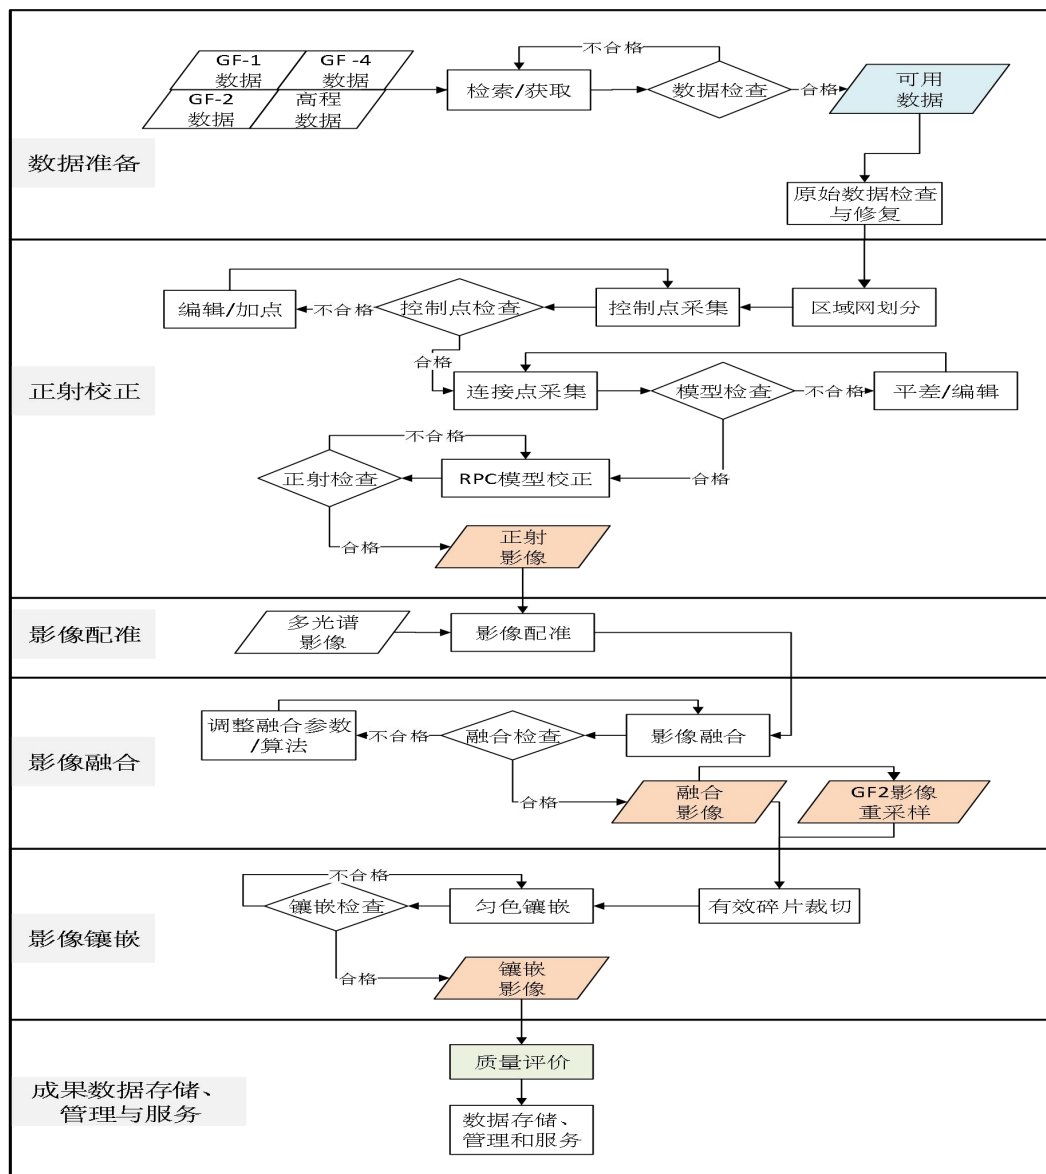 不合格
GF-1
数据
GF -4
数据
GF-2
数据
高程
数据
检索/获取
数据检查
合格
可用
数据
数据准备
原始数据检查
与修复
编辑/加点
不合格
控制点检查
控制点采集
区域网划分
合格
正射校正
连接点采集
模型检查
不合格
平差/编辑
不合格
正射检查
RPC模型校正
合格
合格
正射
影像
影像配准
多光谱
影像
影像配准
影像融合
调整融合参数
/算法
不合格
融合检查
影像融合
合格
融合
影像
GF2影像
重采样
影像镶嵌
不合格
镶嵌检查
匀色镶嵌
有效碎片裁切
合格
镶嵌
影像
成果数据存储、
管理与服务
质量评价
数据存储、
管理和服务